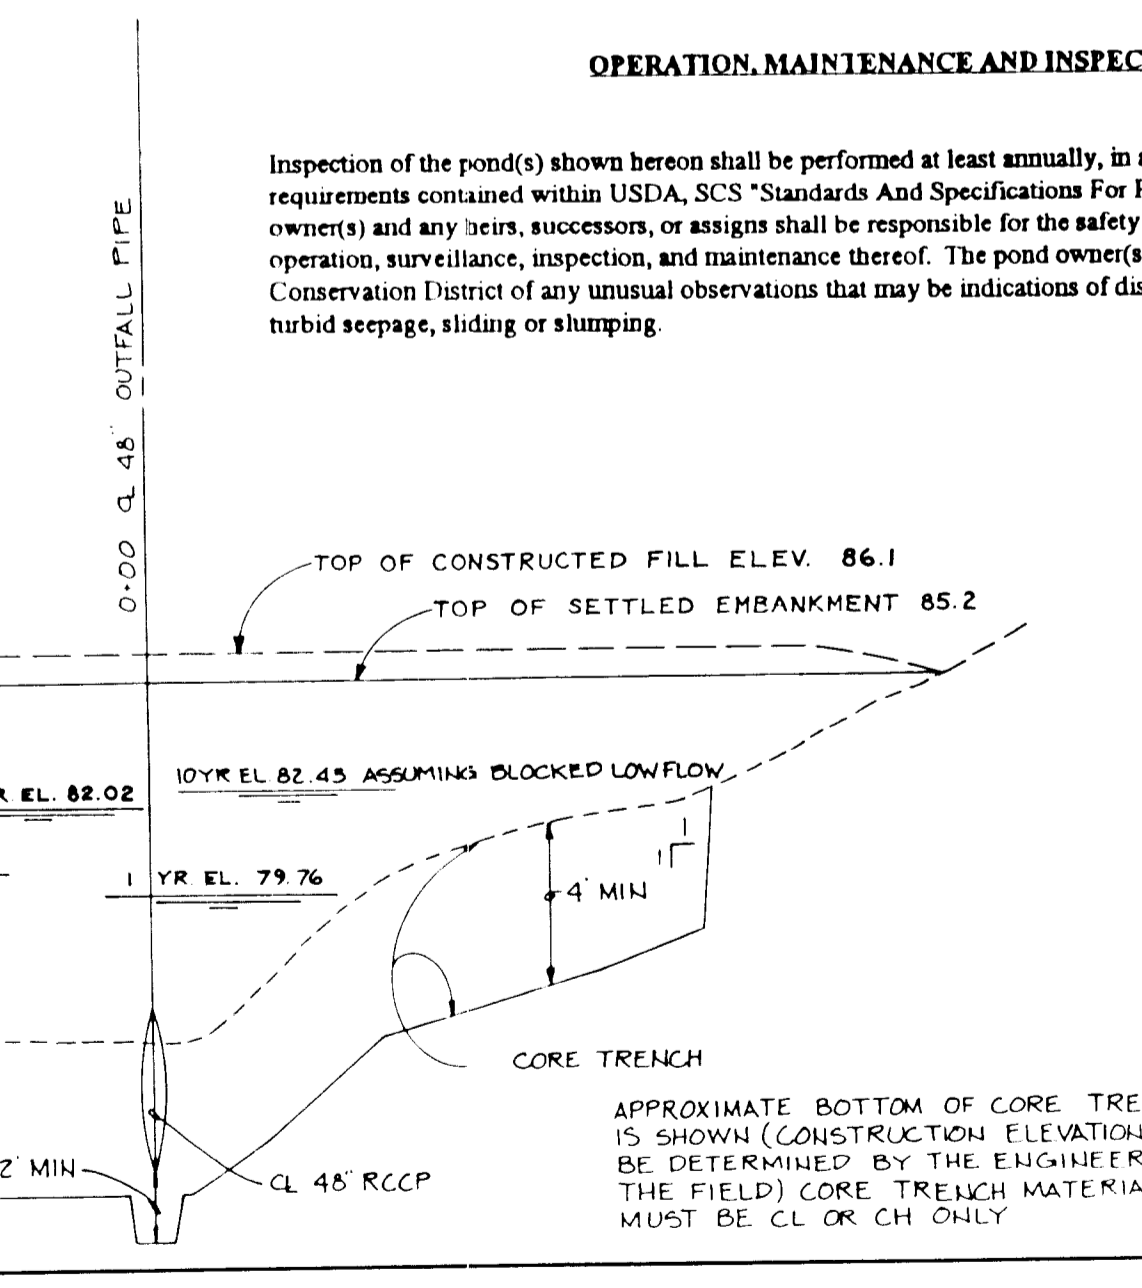 OPERATION, MAINTENANCE AND INSPEC
Inspection of the pond(s) shown hereon shall be performed at least annually, in
requirements contained within USDA, SCS "Standards And Specifications For
owner(s) and any heirs, successors, or assigns shall be responsible for the safety
operation, surveillance, inspection, and maintenance thereof. The pond owner(s
Conservation District of any unusual observations that may be indications of dis
turbid seepage, sliding or slumping.
0+00 CL 48" OUTFALL PIPE
TOP OF CONSTRUCTED FILL ELEV. 86.1
TOP OF SETTLED EMBANKMENT 85.2
10YR EL 82.45 ASSUMING BLOCKED LOWFLOW
R EL. 82.02
1 YR EL. 79.76
1
1
4' MIN
CORE TRENCH
APPROXIMATE BOTTOM OF CORE TRE
IS SHOWN (CONSTRUCTION ELEVATION
BE DETERMINED BY THE ENGINEER
THE FIELD) CORE TRENCH MATERIA
MUST BE CL OR CH ONLY
2' MIN
CL 48" RCCP